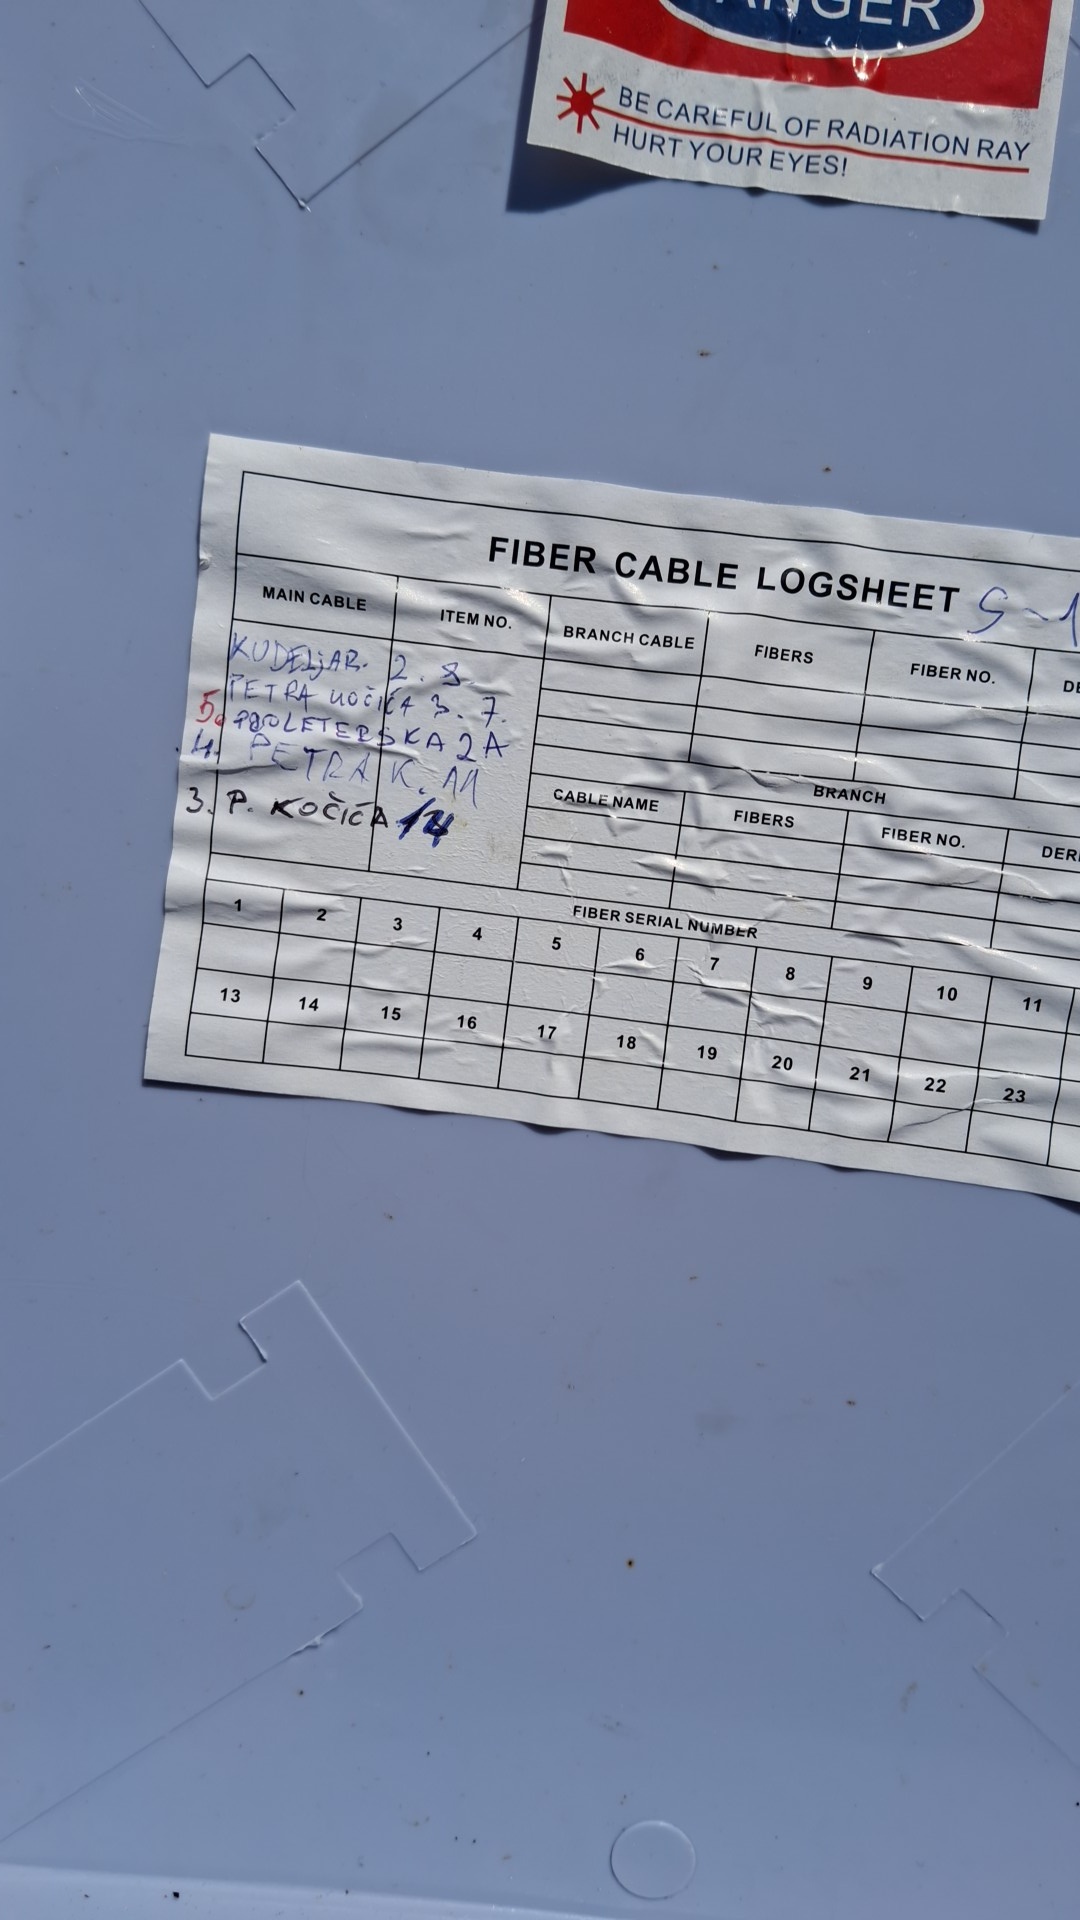 BE CAREFUL OF RADIATION RAY
HURT YOUR EYES!
FIBER CABLE LOGSHEET
MAIN CABLE ITEM NO. BRANCH CABLE FIBERS FIBER NO.
KUDELJAR. 2. 8.
PETRA KOČIĆA 3. 7.
5. PROLETERSKA 2A
4. PETRA K. 11
3. P. KOČIĆA 14
BRANCH
CABLE NAME FIBERS FIBER NO.
FIBER SERIAL NUMBER
1 2 3 4 5 6 7 8 9 10 11
13 14 15 16 17 18 19 20 21 22 23